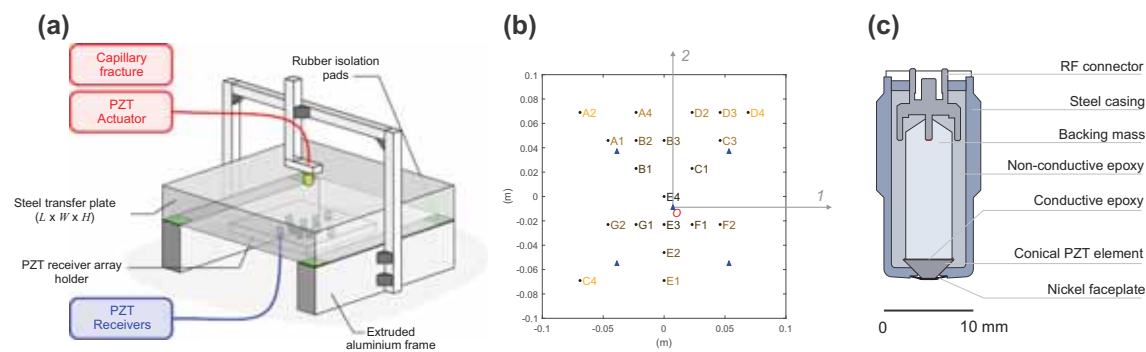 (a)
Capillary
fracture
PZT
Actuator
Rubber isolation
pads
Steel transfer plate
(L x W x H)
PZT receiver array
holder
PZT
Receivers
Extruded
aluminium frame
(b)
2
0.1
0.08
0.06
0.04
0.02
0
-0.02
-0.04
-0.06
-0.08
-0.1
(m)
A2
A4
D2
D3
D4
A1
B2
B3
C3
B1
C1
E4
1
O
G2
G1
E3
F1
F2
E2
C4
E1
-0.1
-0.05
0
0.05
0.1
(m)
(c)
RF connector
Steel casing
Backing mass
Non-conductive epoxy
Conductive epoxy
Conical PZT element
Nickel faceplate
0
10 mm